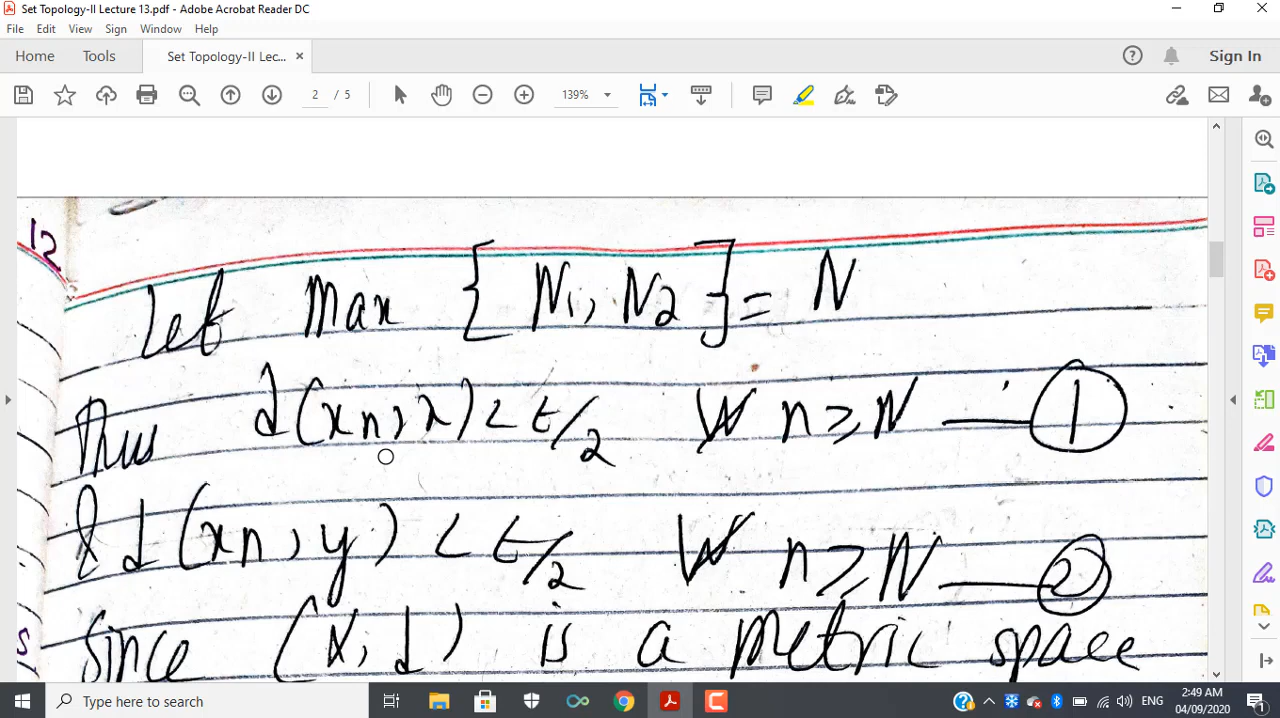 Set Topology-II Lecture 13.pdf - Adobe Acrobat Reader DC
File Edit View Sign Window Help
Home Tools Set Topology-II Lec... × Sign In
2 / 5 139%
12
Let Max {N1, N2} = N
Thus d(xn, x) < ε/2 ∀ n ≥ N — 1
& d(xn, y) < ε/2 ∀ n ≥ N — 2
s
Since (X, d) is a metric space
Type here to search
ENG
2:49 AM
04/09/2020
1